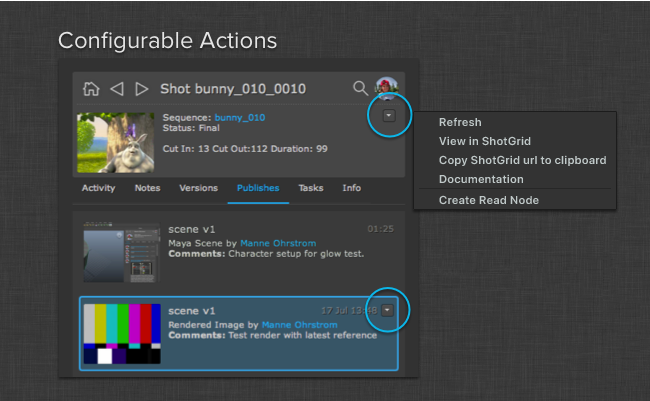 Configurable Actions
Shot bunny_010_0010
Sequence: bunny_010
Status: Final
Cut In: 13 Cut Out:112 Duration: 99
Refresh
View in ShotGrid
Copy ShotGrid url to clipboard
Documentation
Create Read Node
Activity Notes Versions Publishes Tasks Info
scene v1 01:25
Maya Scene by Manne Ohrstrom
Comments: Character setup for glow test.
scene v1 17 Jul 13:48
Rendered Image by Manne Ohrstrom
Comments: Test render with latest reference